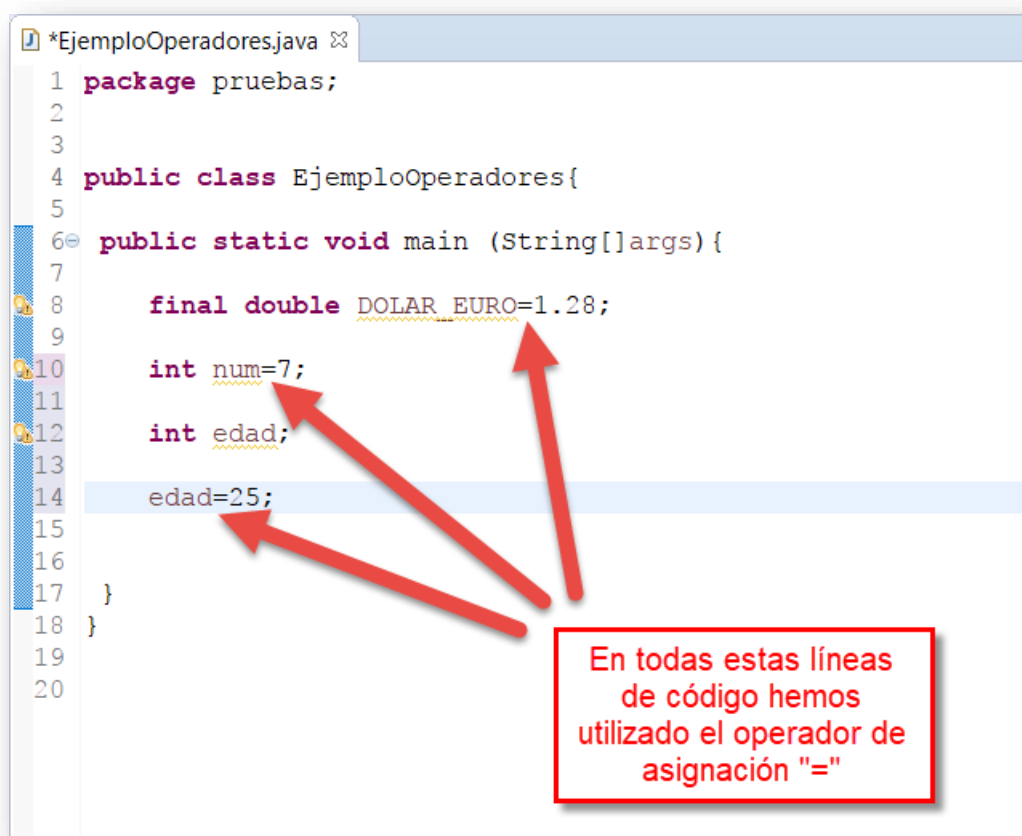 *EjemploOperadores.java
1 package pruebas;
2
3
4 public class EjemploOperadores{
5
6 public static void main (String[]args){
7
8 final double DOLAR_EURO=1.28;
9
10 int num=7;
11
12 int edad;
13
14 edad=25;
15
16
17 }
18 }
19
20
En todas estas líneas
de código hemos
utilizado el operador de
asignación "="